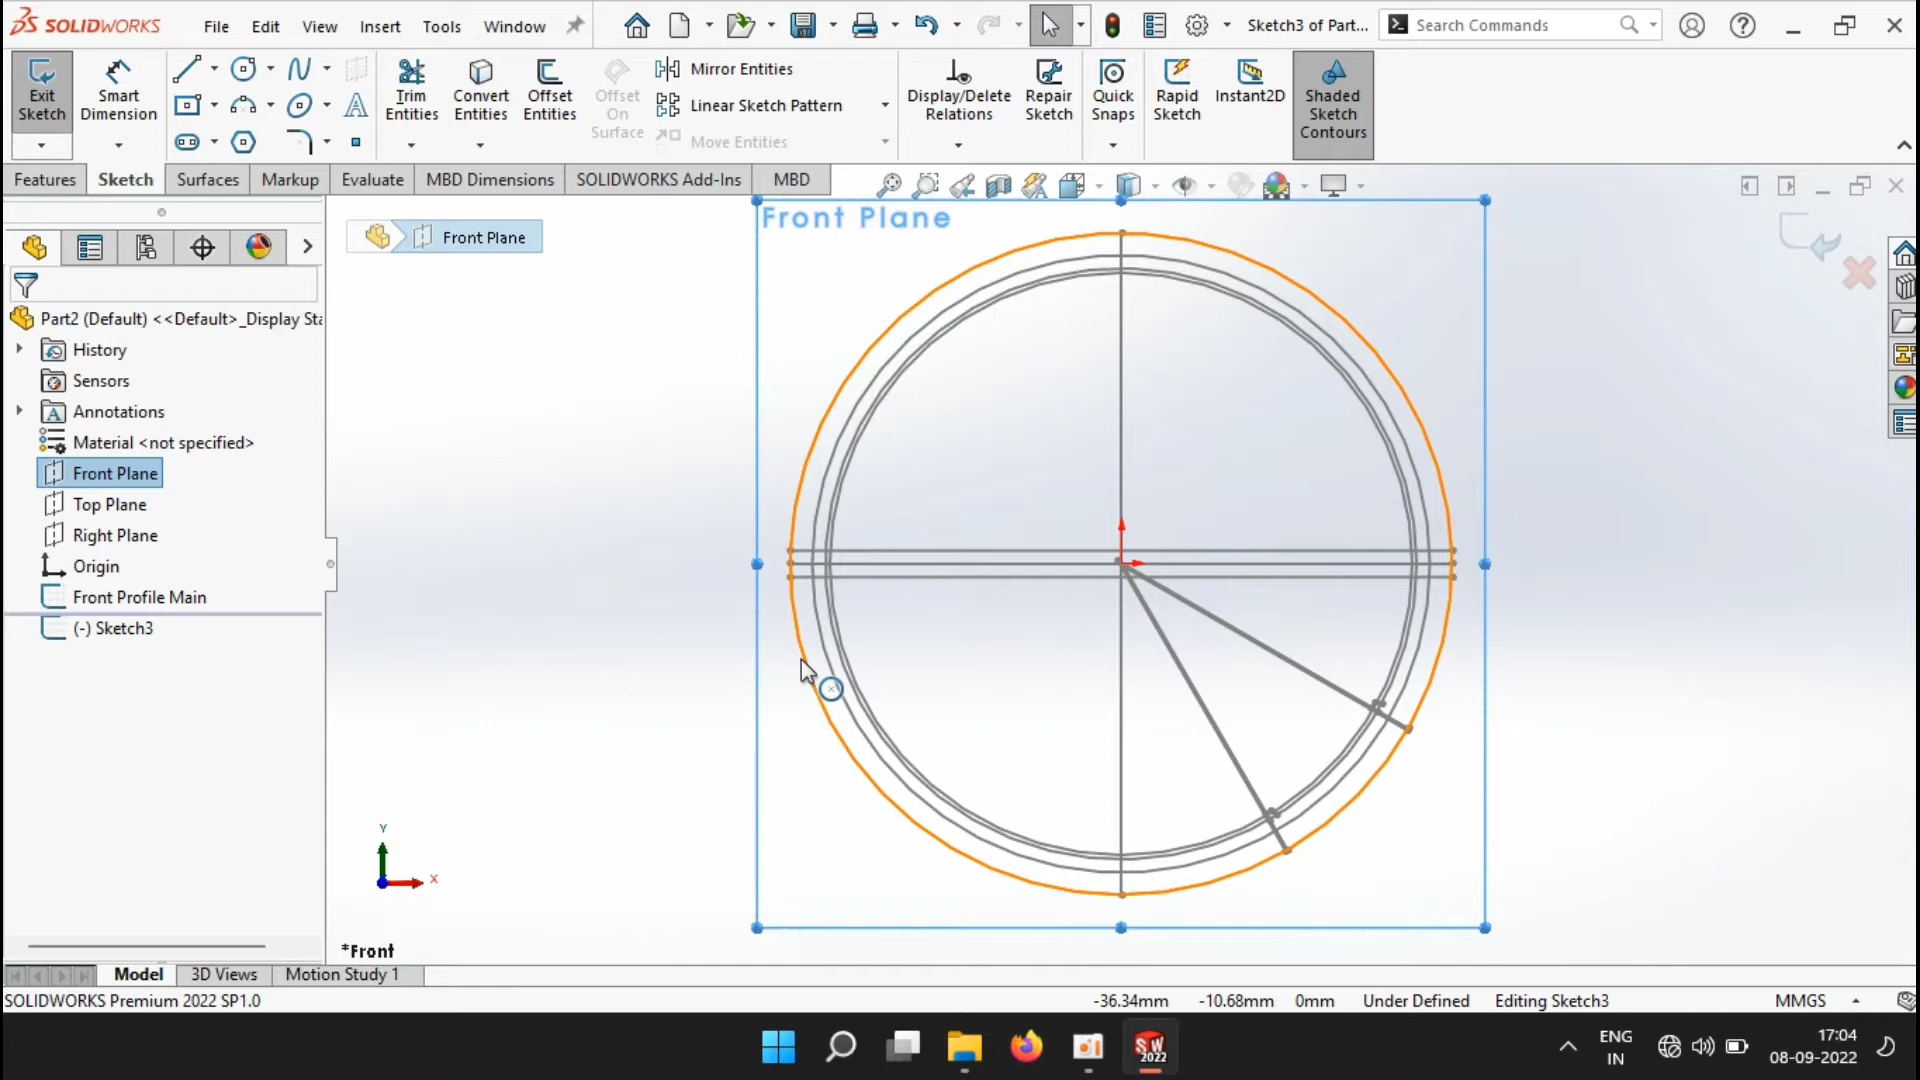 SOLIDWORKS File Edit View Insert Tools Window Sketch3 of Part... Search Commands
Exit Sketch
Smart Dimension
Trim Entities
Convert Entities
Offset Entities
Offset On Surface
Mirror Entities
Linear Sketch Pattern
Move Entities
Display/Delete Relations
Repair Sketch
Quick Snaps
Rapid Sketch
Instant2D
Shaded Sketch Contours
Features Sketch Surfaces Markup Evaluate MBD Dimensions SOLIDWORKS Add-Ins MBD
Front Plane
Front Plane
Part2 (Default) <<Default>_Display Sta
History
Sensors
Annotations
Material <not specified>
Front Plane
Top Plane
Right Plane
Origin
Front Profile Main
(-) Sketch3
Y
X
*Front
Model 3D Views Motion Study 1
SOLIDWORKS Premium 2022 SP1.0 -36.34mm -10.68mm 0mm Under Defined Editing Sketch3 MMGS
SW 2022
ENG
IN
17:04
08-09-2022